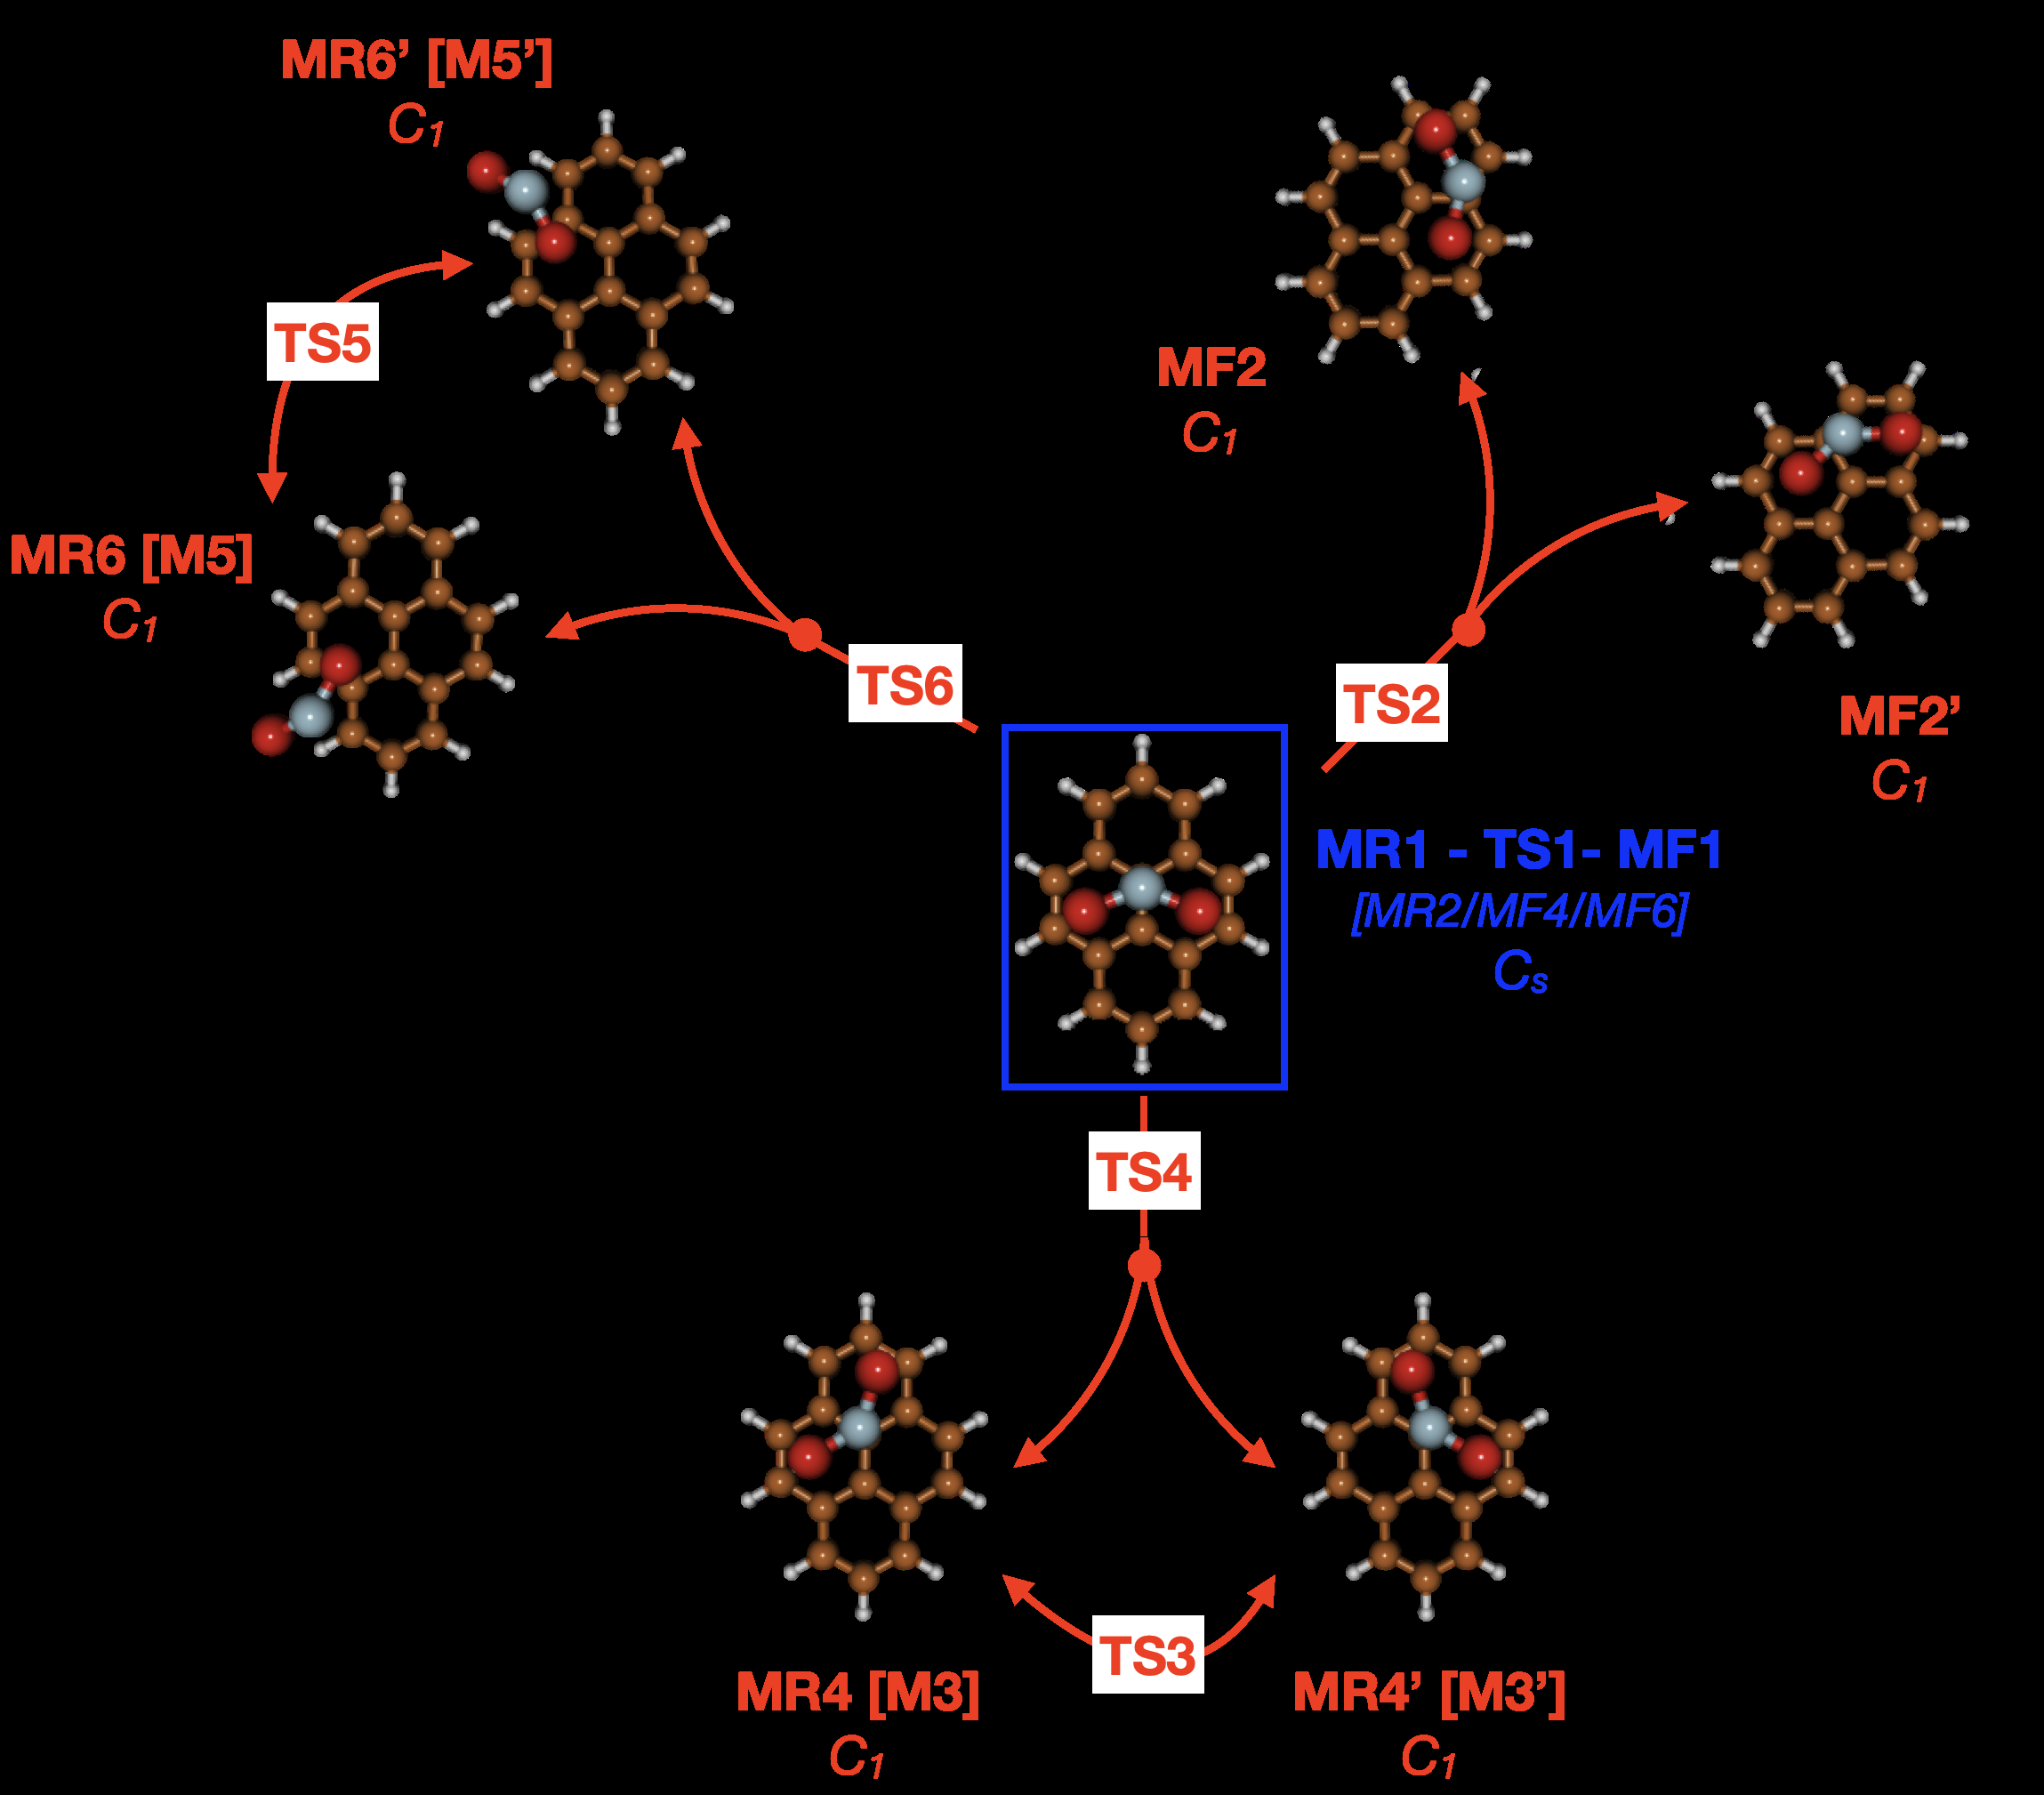 MR6’ [M5’]
C1
TS5
MF2
C1
MR6 [M5]
C1
TS6
TS2
MF2’
C1
MR1 - TS1- MF1
[MR2/MF4/MF6]
Cs
TS4
TS3
MR4 [M3]
C1
MR4’ [M3’]
C1